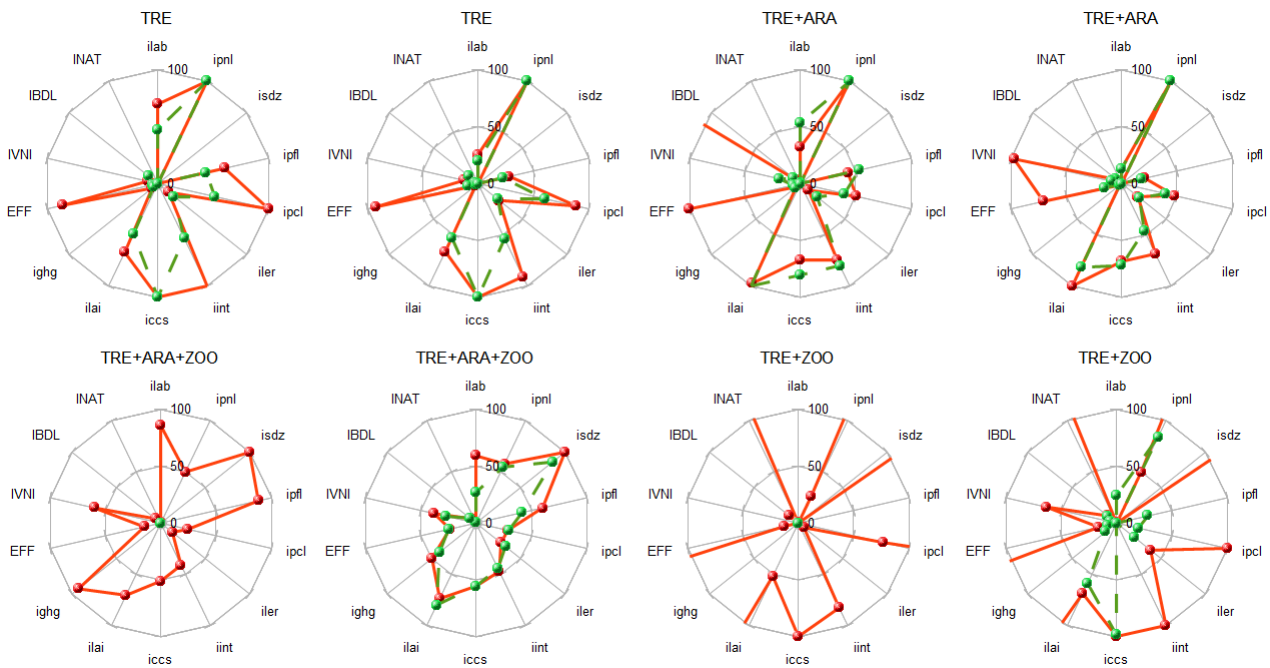 TRE
ilab
INAT
ipnl
100
IBDL
isdz
IVNI
ipfl
0
EFF
ipcl
ighg
iler
ilai
iint
iccs
TRE
ilab
INAT
ipnl
100
IBDL
isdz
50
IVNI
ipfl
0
EFF
ipcl
ighg
iler
ilai
iint
iccs
TRE+ARA
ilab
INAT
ipnl
100
IBDL
isdz
50
IVNI
ipfl
0
EFF
ipcl
ighg
iler
ilai
iint
iccs
TRE+ARA
ilab
INAT
ipnl
100
IBDL
isdz
50
IVNI
ipfl
0
EFF
ipcl
ighg
iler
ilai
iint
iccs
TRE+ARA+ZOO
ilab
INAT
ipnl
100
IBDL
isdz
50
IVNI
ipfl
0
EFF
ipcl
ighg
iler
ilai
iint
iccs
TRE+ARA+ZOO
ilab
INAT
ipnl
100
IBDL
isdz
50
IVNI
ipfl
0
EFF
ipcl
ighg
iler
ilai
iint
iccs
TRE+ZOO
ilab
INAT
ipnl
100
IBDL
isdz
50
IVNI
ipfl
0
EFF
ipcl
ighg
iler
ilai
iint
iccs
TRE+ZOO
ilab
INAT
ipnl
100
IBDL
isdz
50
IVNI
ipfl
0
EFF
ipcl
ighg
iler
ilai
iint
iccs